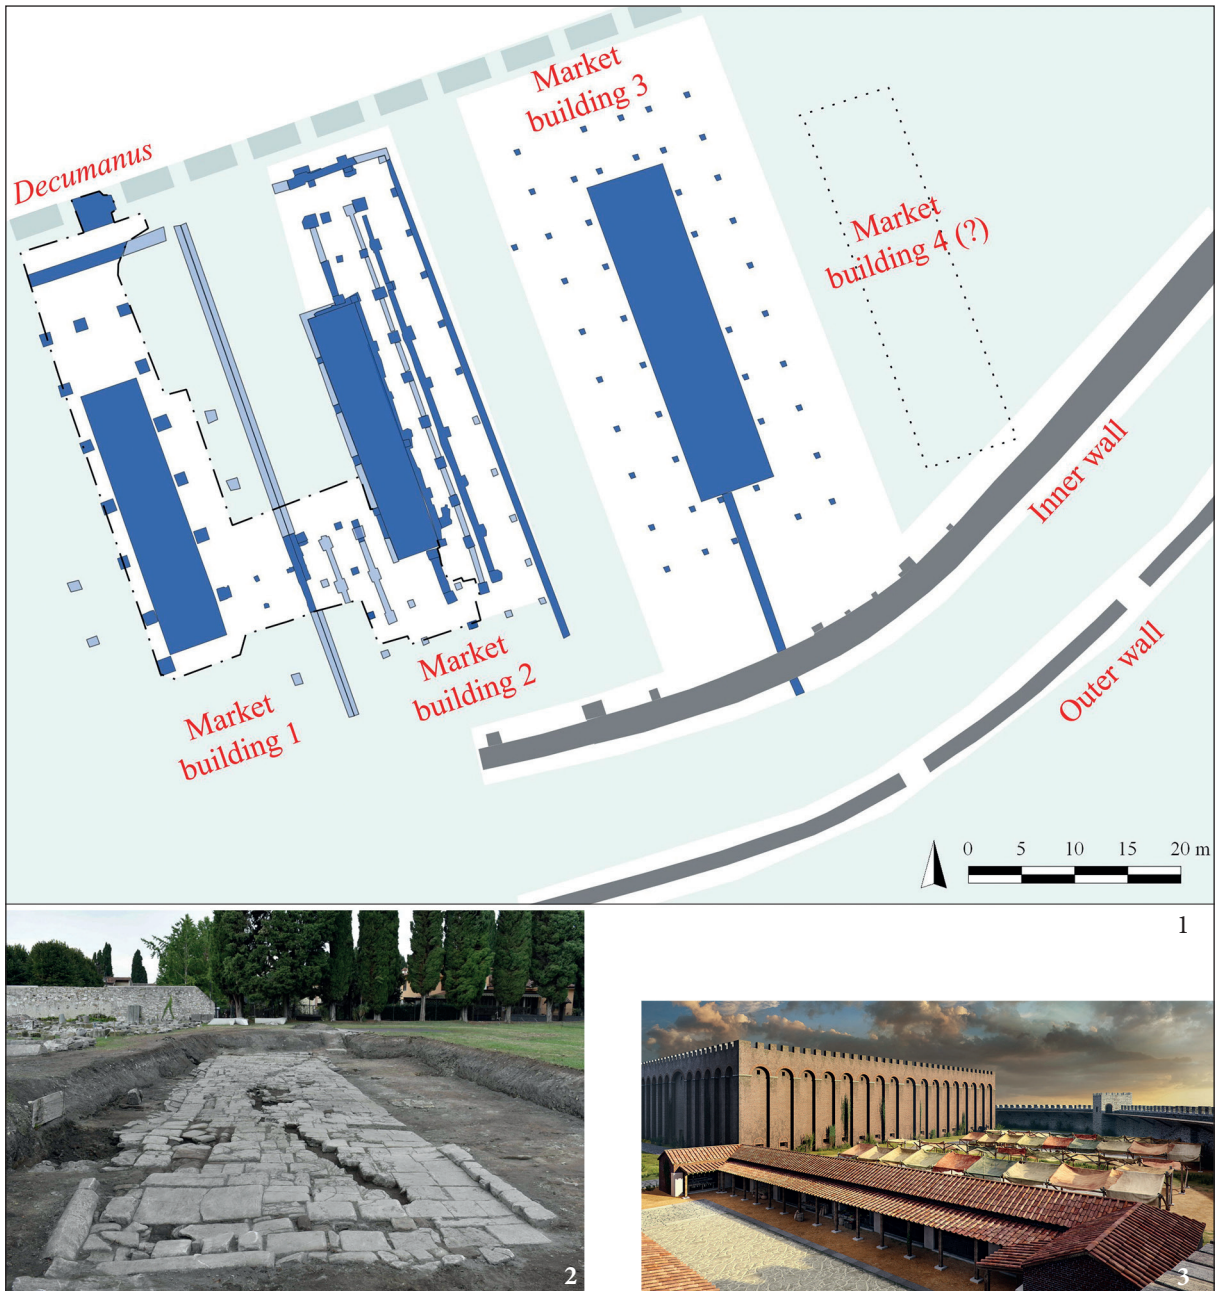 Market
building 3
Decumanus
Market
building 4 (?)
Inner wall
Outer wall
Market
building 2
Market
building 1
0 5 10 15 20 m
1
2
3